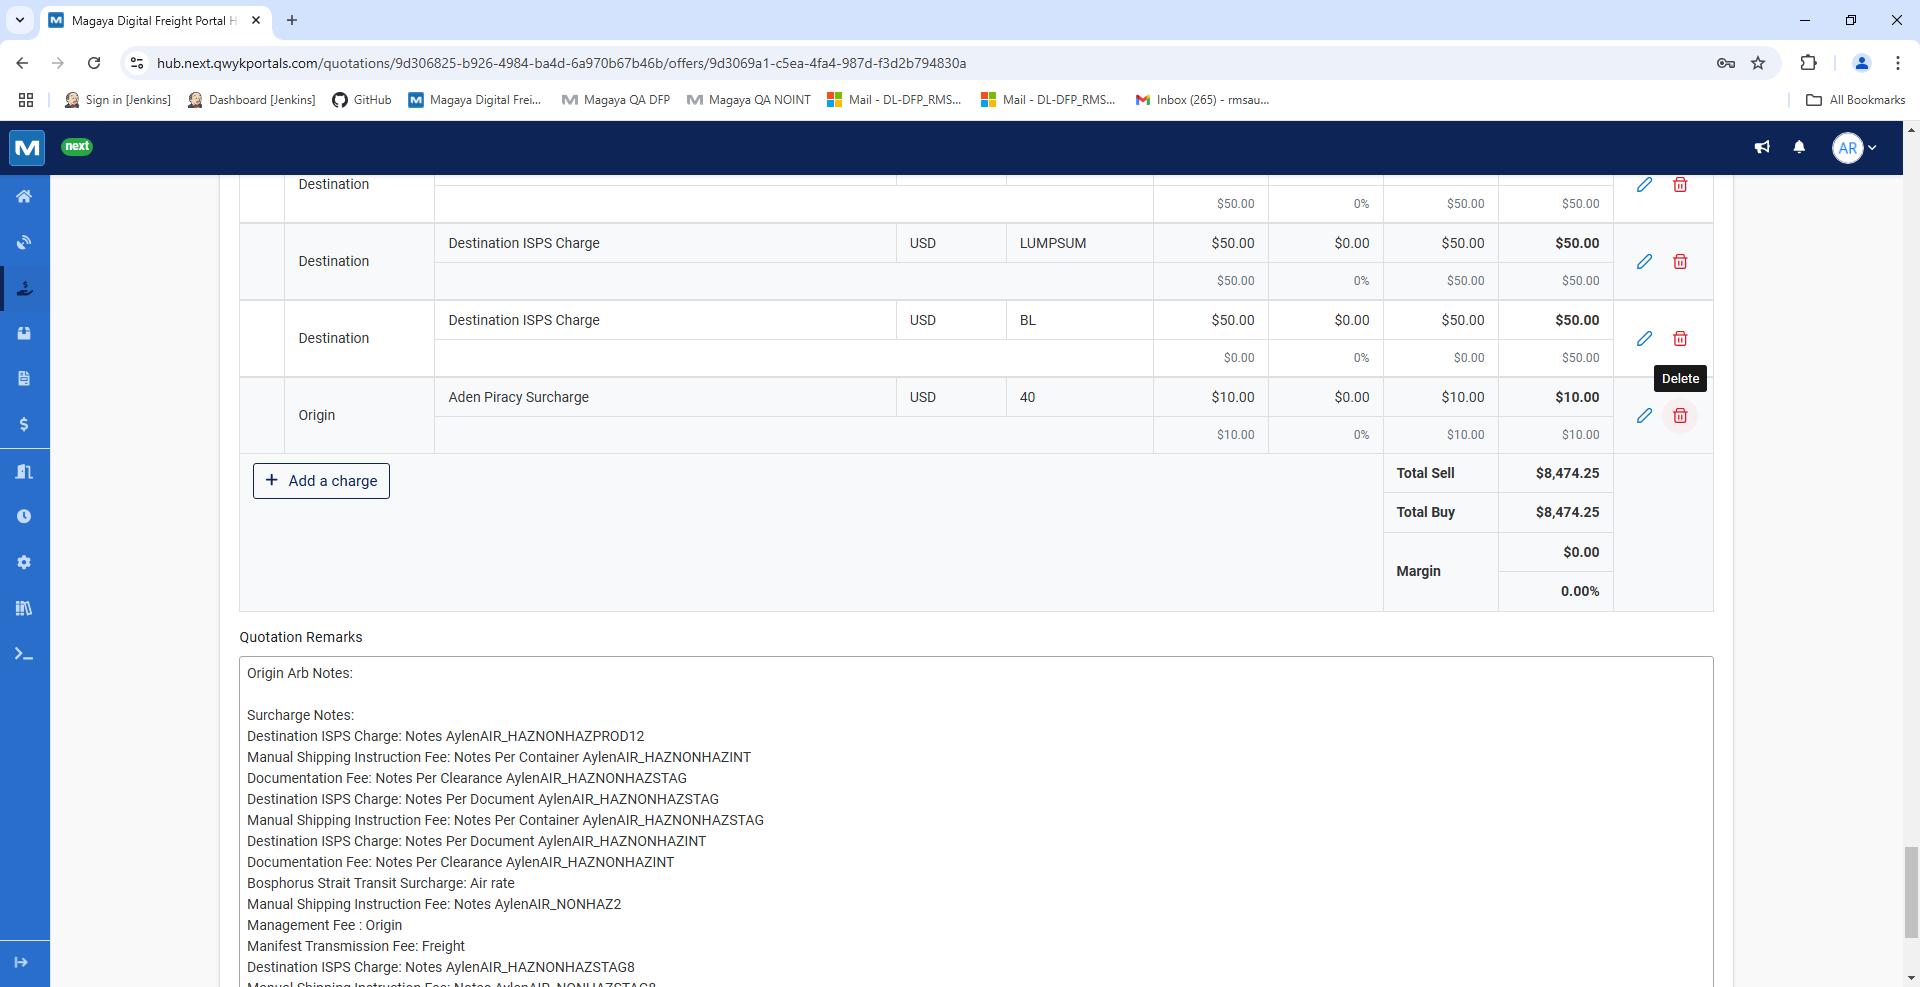 Magaya Digital Freight Portal H
hub.next.qwykportals.com/quotations/9d306825-b926-4984-ba4d-6a970b67b46b/offers/9d3069a1-c5ea-4fa4-987d-f3d2b794830a
Sign in [Jenkins] Dashboard [Jenkins] GitHub Magaya Digital Frei... Magaya QA DFP Magaya QA NOINT Mail - DL-DFP_RMS... Mail - DL-DFP_RMS... Inbox (265) - rmsau... All Bookmarks
M next AR
Destination
$50.00 0% $50.00 $50.00
Destination ISPS Charge USD LUMPSUM $50.00 $0.00 $50.00 $50.00
Destination
$50.00 0% $50.00 $50.00
Destination ISPS Charge USD BL $50.00 $0.00 $50.00 $50.00
Destination
$0.00 0% $0.00 $50.00
Delete
Aden Piracy Surcharge USD 40 $10.00 $0.00 $10.00 $10.00
Origin
$10.00 0% $10.00 $10.00
+ Add a charge
Total Sell $8,474.25
Total Buy $8,474.25
Margin $0.00
0.00%
Quotation Remarks
Origin Arb Notes:
Surcharge Notes:
Destination ISPS Charge: Notes AylenAIR_HAZNONHAZPROD12
Manual Shipping Instruction Fee: Notes Per Container AylenAIR_HAZNONHAZINT
Documentation Fee: Notes Per Clearance AylenAIR_HAZNONHAZSTAG
Destination ISPS Charge: Notes Per Document AylenAIR_HAZNONHAZSTAG
Manual Shipping Instruction Fee: Notes Per Container AylenAIR_HAZNONHAZSTAG
Destination ISPS Charge: Notes Per Document AylenAIR_HAZNONHAZINT
Documentation Fee: Notes Per Clearance AylenAIR_HAZNONHAZINT
Bosphorus Strait Transit Surcharge: Air rate
Manual Shipping Instruction Fee: Notes AylenAIR_NONHAZ2
Management Fee : Origin
Manifest Transmission Fee: Freight
Destination ISPS Charge: Notes AylenAIR_HAZNONHAZSTAG8
Manual Shipping Instruction Fee: Notes AylenAIR_NONHAZSTAG8